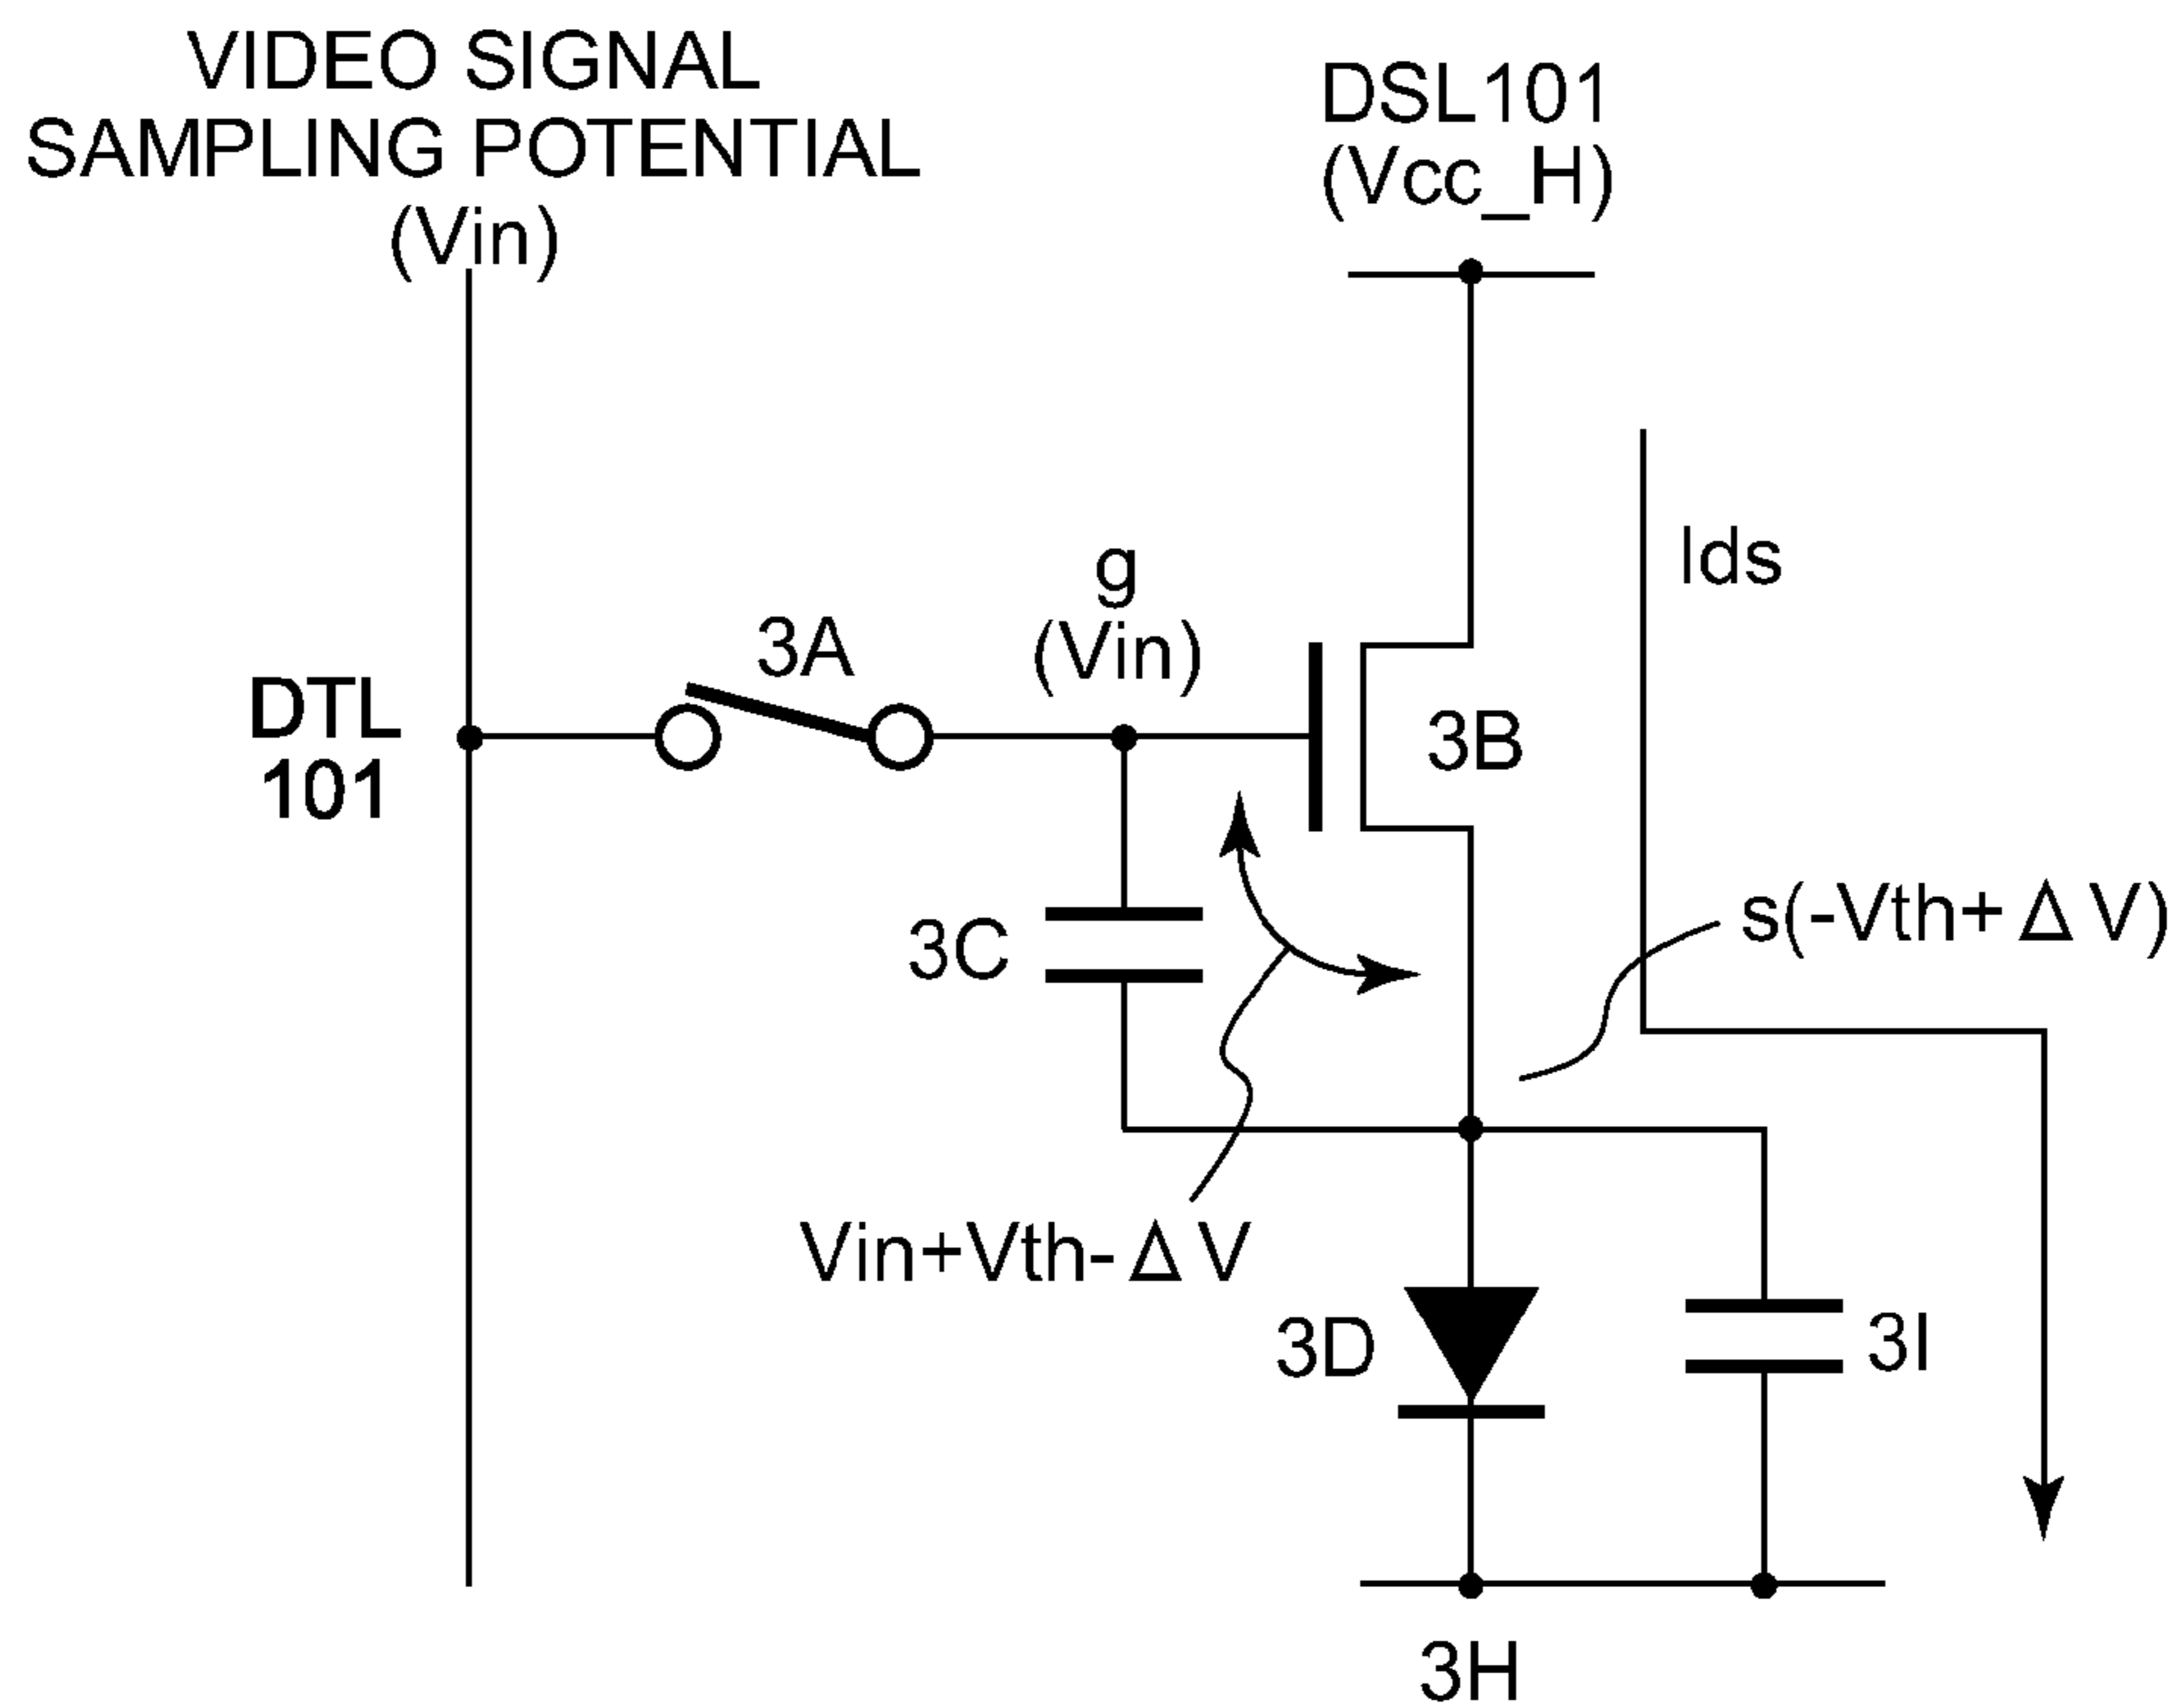 VIDEO SIGNAL
SAMPLING POTENTIAL
(Vin)
DSL101
(Vcc_H)
Ids
g
(Vin)
3A
DTL
101
3B
3C
s(-Vth+ΔV)
Vin+Vth-ΔV
3D
3I
3H